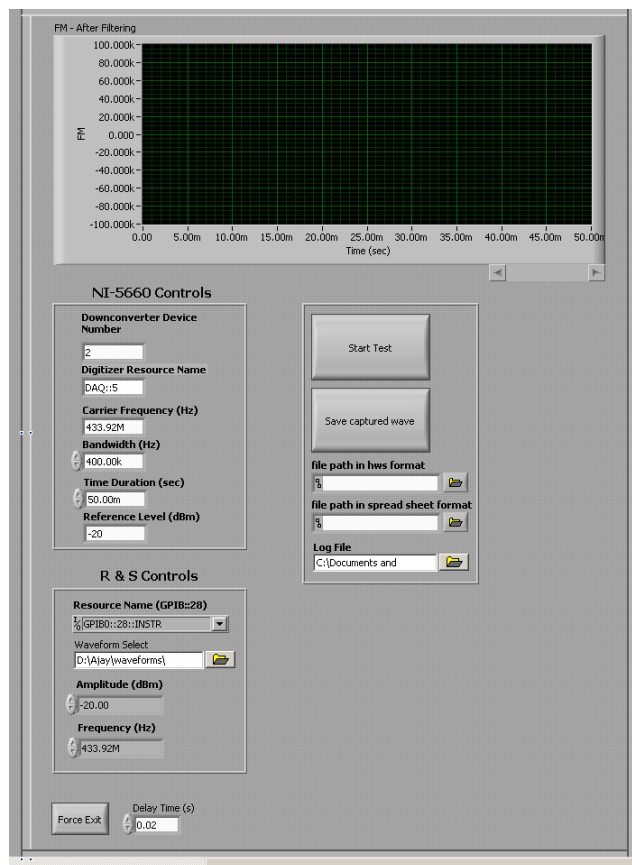 FM - After Filtering
100.000k
80.000k
60.000k
40.000k
20.000k
0.000
-20.000k
-40.000k
-60.000k
-80.000k
-100.000k
FM
0.00 5.00m 10.00m 15.00m 20.00m 25.00m 30.00m 35.00m 40.00m 45.00m 50.00m
Time (sec)
NI-5660 Controls
Downconverter Device
Number
2
Digitizer Resource Name
DAQ::5
Carrier Frequency (Hz)
433.92M
Bandwidth (Hz)
400.00k
Time Duration (sec)
50.00m
Reference Level (dBm)
-20
Start Test
Save captured wave
file path in hws format
file path in spread sheet format
Log File
C:\Documents and
R & S Controls
Resource Name (GPIB::28)
GPIB0::28::INSTR
Waveform Select
D:\Ajay\waveforms\
Amplitude (dBm)
-20.00
Frequency (Hz)
433.92M
Force Exit
Delay Time (s)
0.02